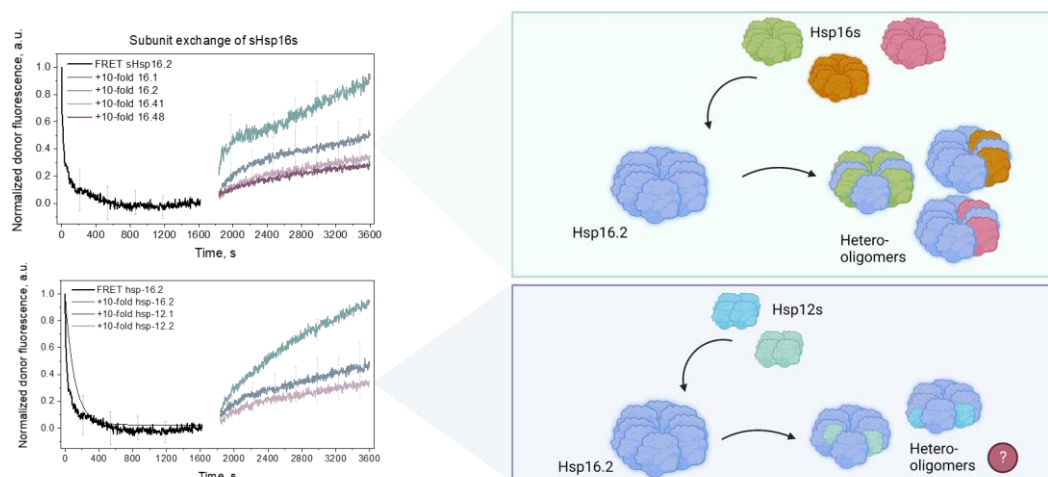 Subunit exchange of sHsp16s
Normalized donor fluorescence, a.u.
1.0
0.8
0.6
0.4
0.2
0.0
FRET sHsp16.2
+10-fold 16.1
+10-fold 16.2
+10-fold 16.41
+10-fold 16.48
0 400 800 1200 1600 2000 2400 2800 3200 3600
Time, s
Hsp16s
Hsp16.2
Hetero-
oligomers
Normalized donor fluorescence, a.u.
1.0
0.8
0.6
0.4
0.2
0.0
FRET hsp-16.2
+10-fold hsp-16.2
+10-fold hsp-12.1
+10-fold hsp-12.2
0 400 800 1200 1600 2000 2400 2800 3200 3600
Time, s
Hsp12s
Hsp16.2
Hetero-
oligomers ?